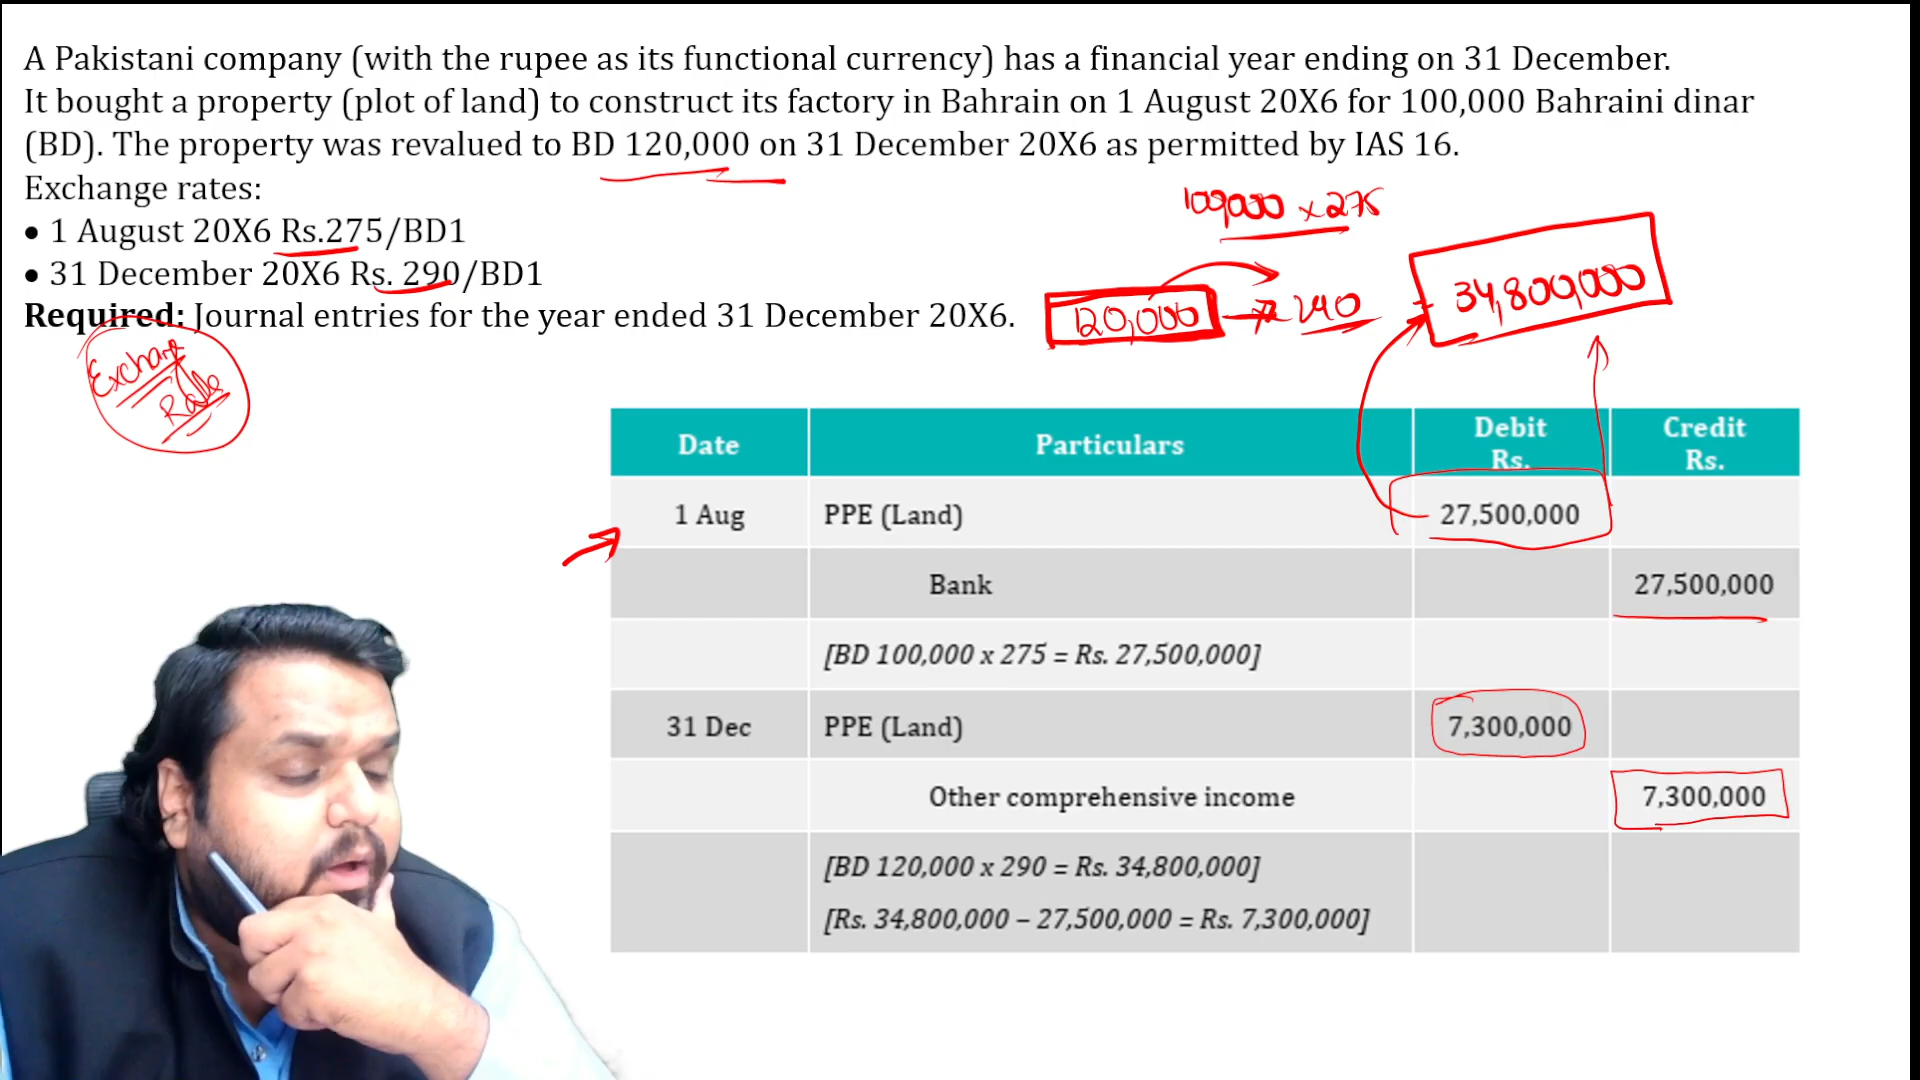 A Pakistani company (with the rupee as its functional currency) has a financial year ending on 31 December.
It bought a property (plot of land) to construct its factory in Bahrain on 1 August 20X6 for 100,000 Bahraini dinar
(BD). The property was revalued to BD 120,000 on 31 December 20X6 as permitted by IAS 16.
Exchange rates:
• 1 August 20X6 Rs.275/BD1
• 31 December 20X6 Rs. 290/BD1
Required: Journal entries for the year ended 31 December 20X6.
100,000 × 275
120,000 × 290 = 34,800,000
Exchange
Rates
Date Particulars Debit Rs. Credit Rs.
1 Aug PPE (Land) 27,500,000
Bank 27,500,000
[BD 100,000 x 275 = Rs. 27,500,000]
31 Dec PPE (Land) 7,300,000
Other comprehensive income 7,300,000
[BD 120,000 x 290 = Rs. 34,800,000]
[Rs. 34,800,000 – 27,500,000 = Rs. 7,300,000]